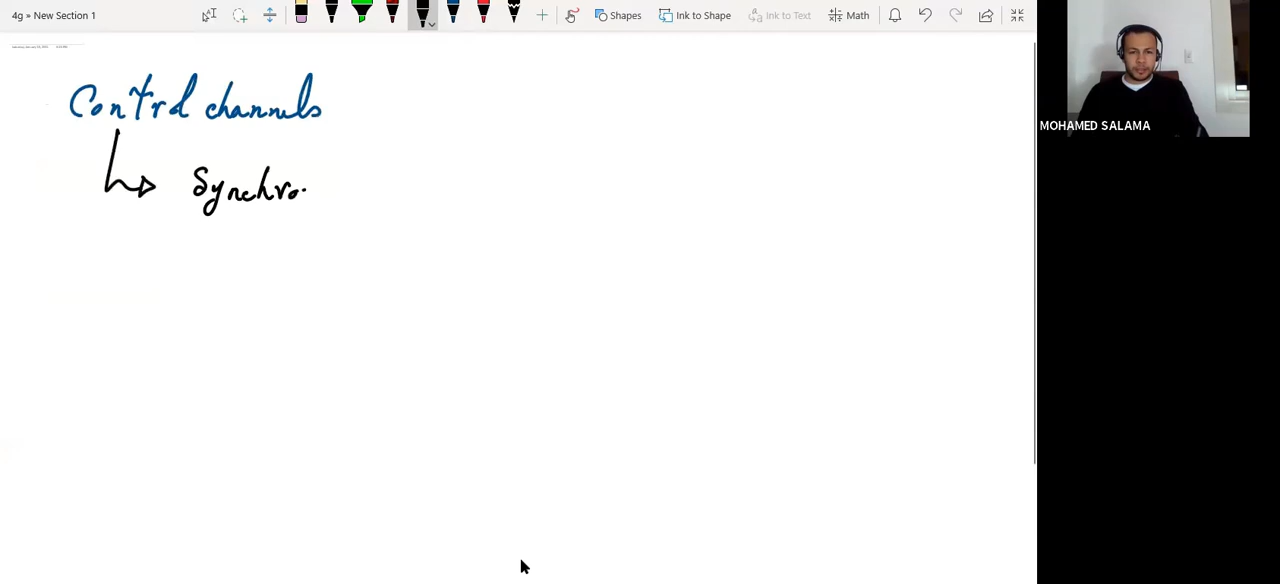 4g » New Section 1
Shapes
Ink to Shape
Ink to Text
Math
Control channels
Synchro.
MOHAMED SALAMA